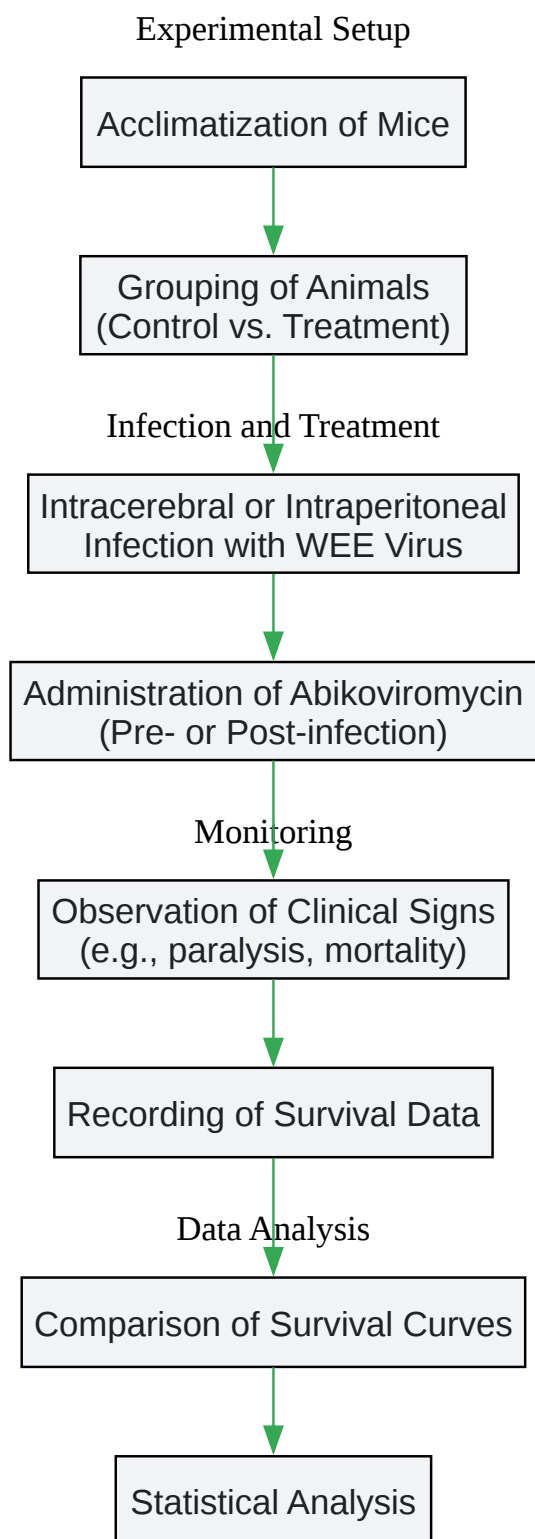 Experimental Setup
Acclimatization of Mice
Grouping of Animals
(Control vs. Treatment)
Infection and Treatment
Intracerebral or Intraperitoneal
Infection with WEE Virus
Administration of Abikoviromycin
(Pre- or Post-infection)
Monitoring
Observation of Clinical Signs
(e.g., paralysis, mortality)
Recording of Survival Data
Data Analysis
Comparison of Survival Curves
Statistical Analysis